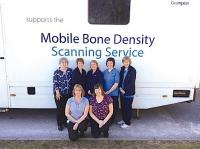 supports the
Mobile Bone Density
Scanning Service